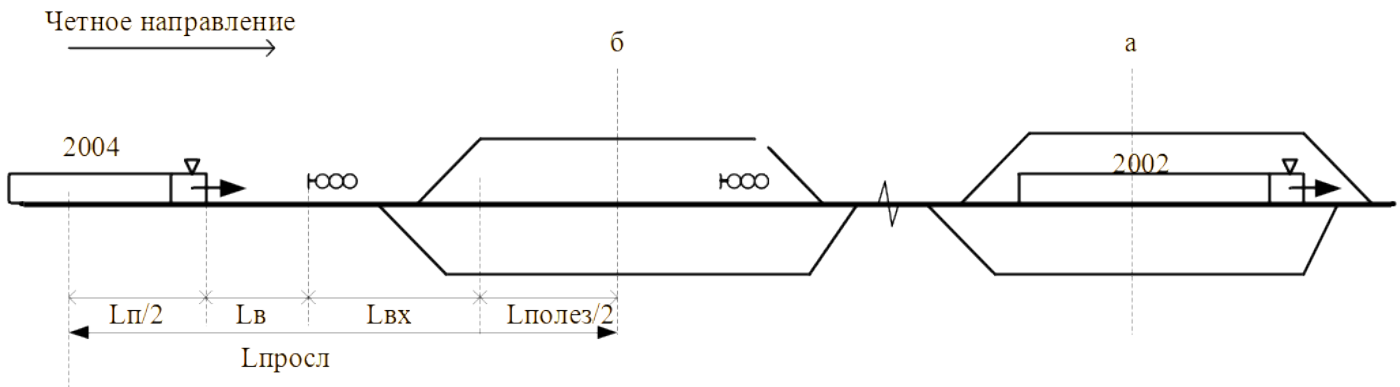 Четное направление
б
а
2004
2002
Lп/2
Lв
Lвх
Lполез/2
Lпросл